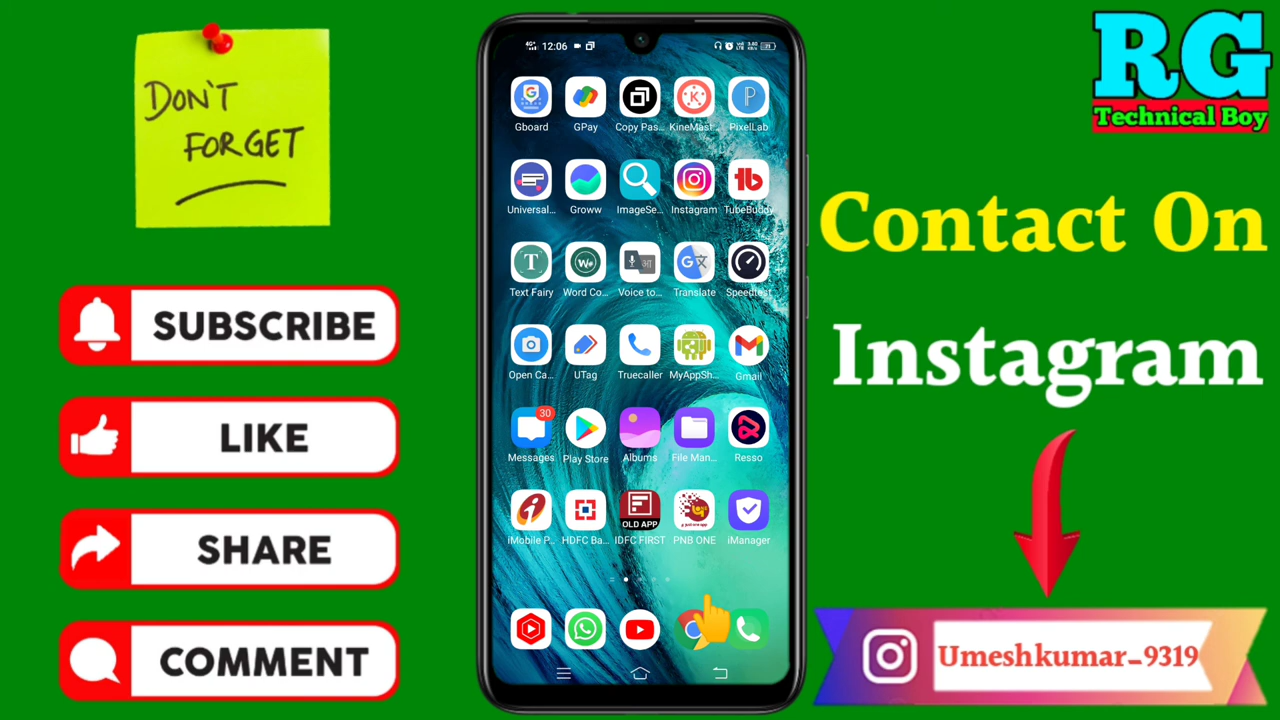 DON'T
FORGET
SUBSCRIBE
LIKE
SHARE
COMMENT
12:06
Gboard
GPay
Copy Pas...
KineMast...
PixelLab
Universal...
Groww
ImageSe...
Instagram
TubeBuddy
Text Fairy
Word Co...
Voice to...
Translate
Speedtest
Open Ca...
UTag
Truecaller
MyAppSh...
Gmail
30
Messages
Play Store
Albums
File Man...
Resso
OLD APP
iMobile P...
HDFC Ba...
IDFC FIRST
PNB ONE
iManager
RG
Technical Boy
Contact On
Instagram
Umeshkumar-9319